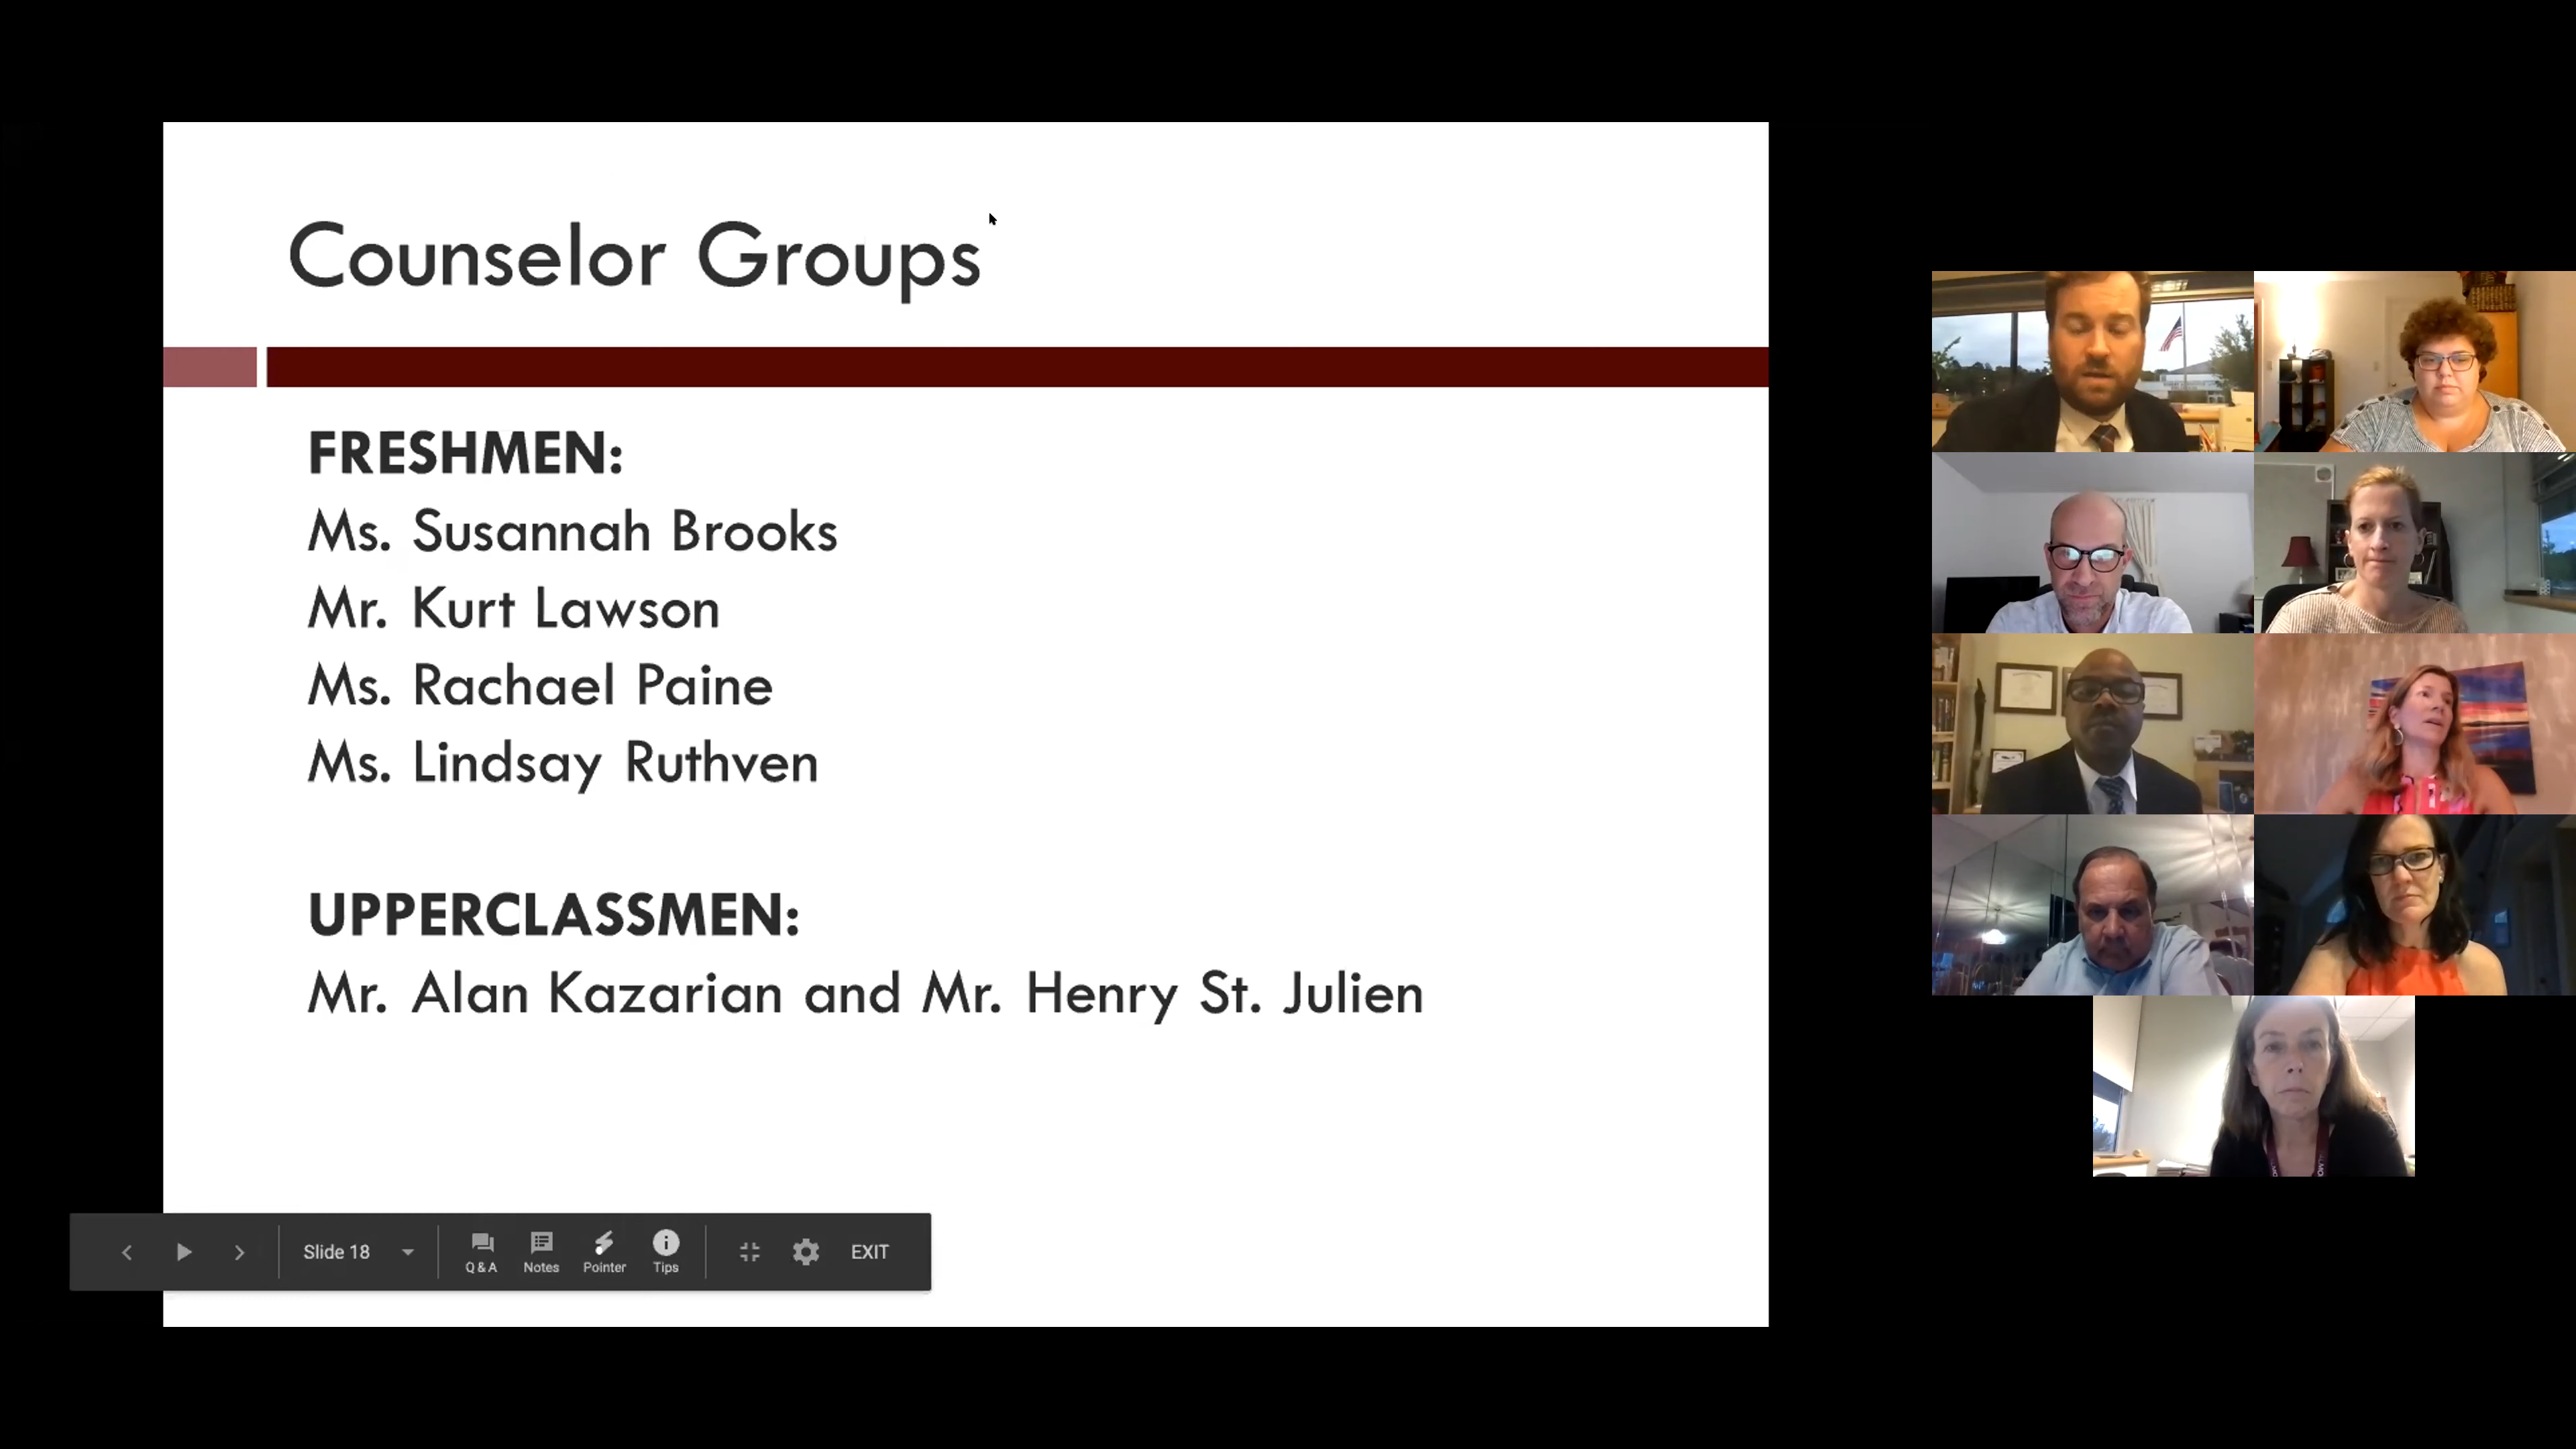 Counselor Groups
FRESHMEN:
Ms. Susannah Brooks
Mr. Kurt Lawson
Ms. Rachael Paine
Ms. Lindsay Ruthven
UPPERCLASSMEN:
Mr. Alan Kazarian and Mr. Henry St. Julien
Slide 18
Q & A
Notes
Pointer
Tips
EXIT